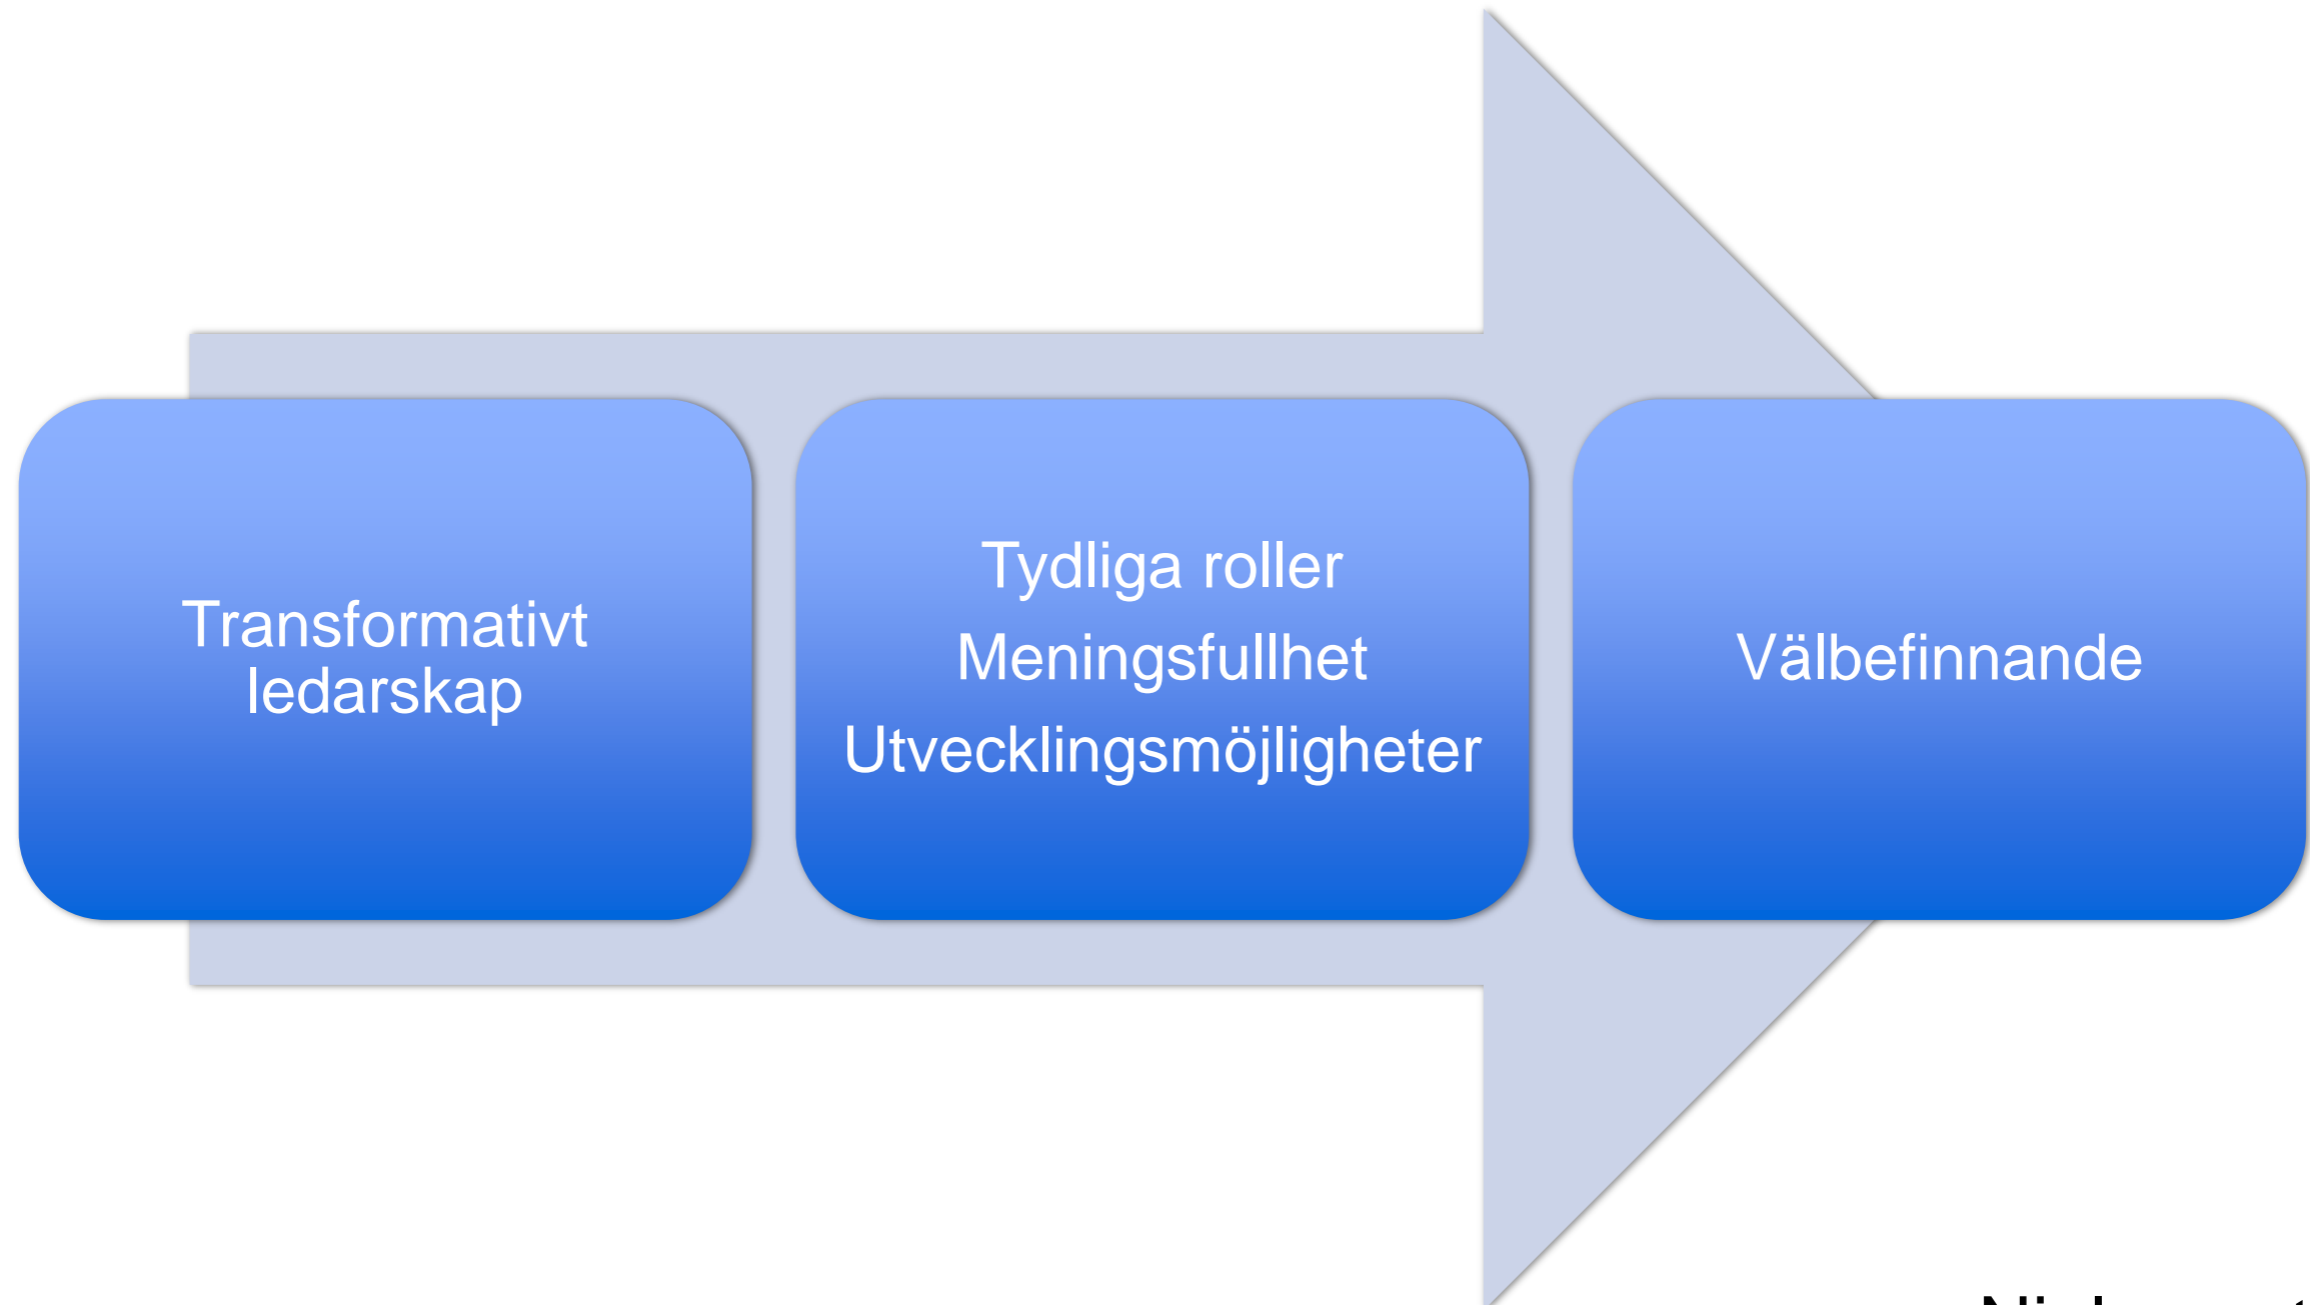 Transformativt
ledarskap
Tydliga roller
Meningsfullhet
Utvecklingsmöjligheter
Välbefinnande